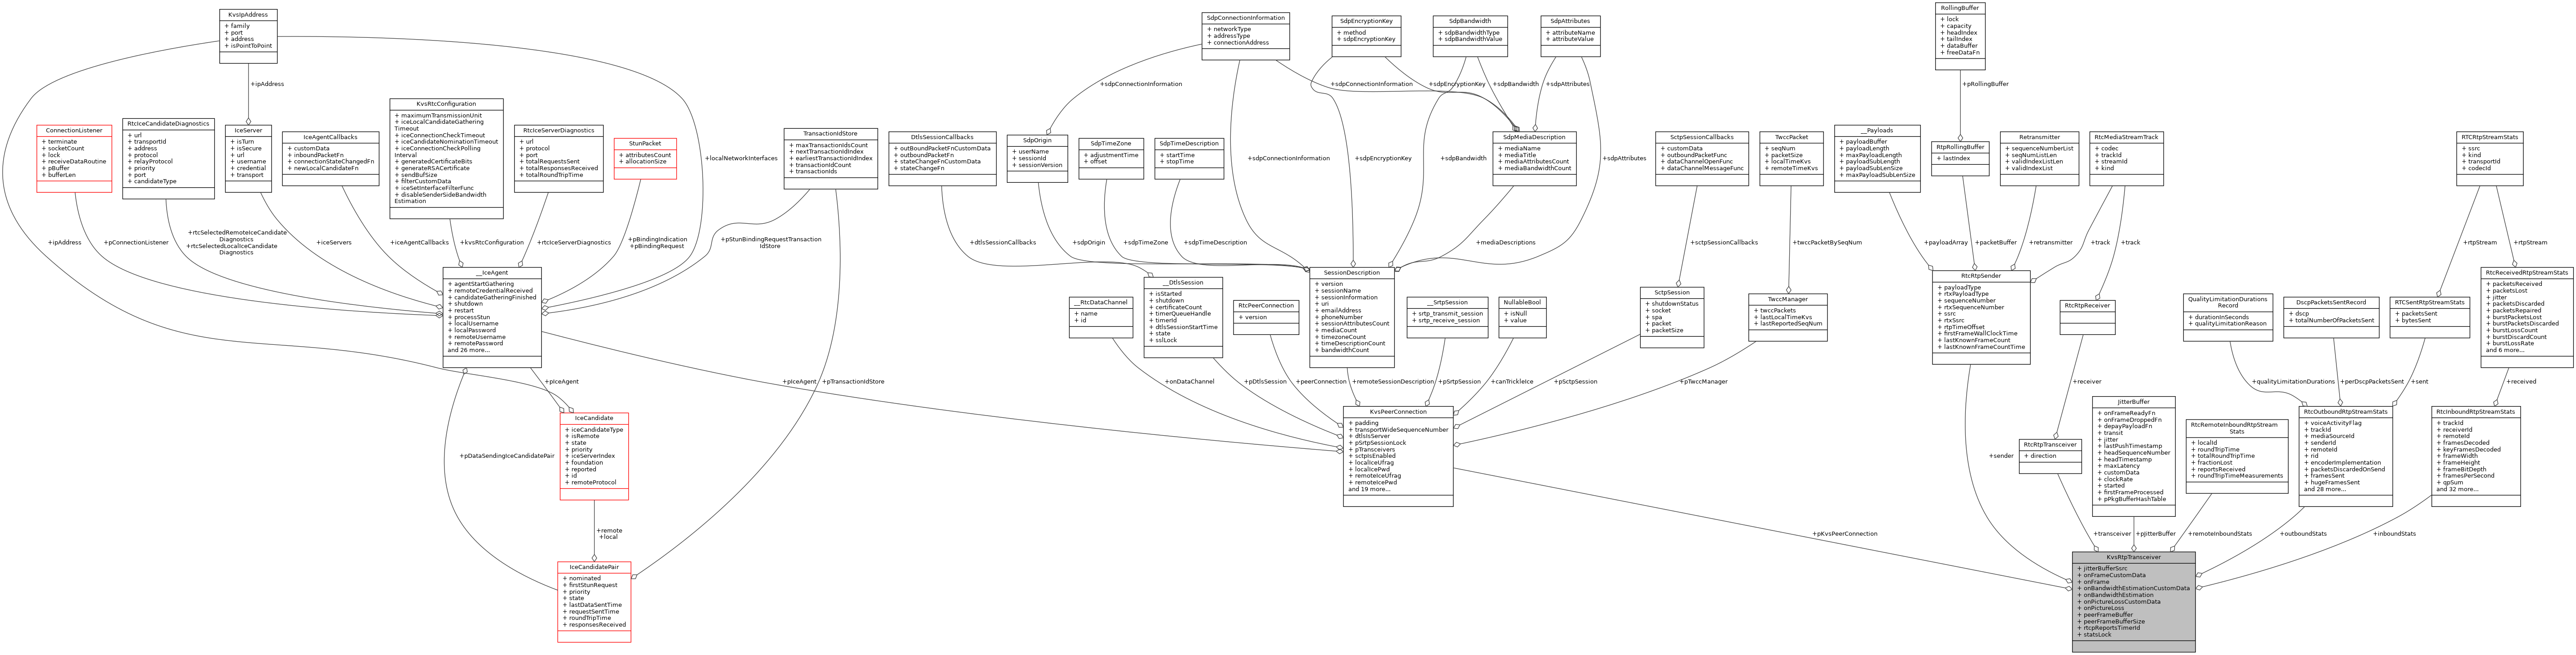 KvsIpAddress
+ family
+ port
+ address
+ isPointToPoint
SdpConnectionInformation
+ networkType
+ addressType
+ connectionAddress
SdpEncryptionKey
+ method
+ sdpEncryptionKey
SdpBandwidth
+ sdpBandwidthType
+ sdpBandwidthValue
SdpAttributes
+ attributeName
+ attributeValue
RollingBuffer
+ lock
+ capacity
+ headIndex
+ tailIndex
+ dataBuffer
+ freeDataFn
+ipAddress
+sdpConnectionInformation
+sdpConnectionInformation
+sdpEncryptionKey
+sdpBandwidth
+sdpAttributes
+pRollingBuffer
ConnectionListener
+ terminate
+ socketCount
+ lock
+ receiveDataRoutine
+ pBuffer
+ bufferLen
RtcIceCandidateDiagnostics
+ url
+ transportId
+ address
+ protocol
+ relayProtocol
+ priority
+ port
+ candidateType
IceServer
+ isTurn
+ isSecure
+ url
+ username
+ credential
+ transport
IceAgentCallbacks
+ customData
+ inboundPacketFn
+ connectionStateChangedFn
+ newLocalCandidateFn
KvsRtcConfiguration
+ maximumTransmissionUnit
+ iceLocalCandidateGathering
Timeout
+ iceConnectionCheckTimeout
+ iceCandidateNominationTimeout
+ iceConnectionCheckPolling
Interval
+ generatedCertificateBits
+ generateRSACertificate
+ sendBufSize
+ filterCustomData
+ iceSetInterfaceFilterFunc
+ disableSenderSideBandwidth
Estimation
RtcIceServerDiagnostics
+ url
+ protocol
+ port
+ totalRequestsSent
+ totalResponsesReceived
+ totalRoundTripTime
StunPacket
+ attributesCount
+ allocationSize
+localNetworkInterfaces
TransactionIdStore
+ maxTransactionIdsCount
+ nextTransactionIdIndex
+ earliestTransactionIdIndex
+ transactionIdCount
+ transactionIds
DtlsSessionCallbacks
+ outBoundPacketFnCustomData
+ outboundPacketFn
+ stateChangeFnCustomData
+ stateChangeFn
SdpOrigin
+ userName
+ sessionId
+ sessionVersion
SdpTimeZone
+ adjustmentTime
+ offset
SdpTimeDescription
+ startTime
+ stopTime
+sdpConnectionInformation
+sdpEncryptionKey
+sdpBandwidth
SdpMediaDescription
+ mediaName
+ mediaTitle
+ mediaAttributesCount
+ mediaBandwidthCount
+sdpAttributes
SctpSessionCallbacks
+ customData
+ outboundPacketFunc
+ dataChannelOpenFunc
+ dataChannelMessageFunc
TwccPacket
+ seqNum
+ packetSize
+ localTimeKvs
+ remoteTimeKvs
__Payloads
+ payloadBuffer
+ payloadLength
+ maxPayloadLength
+ payloadSubLength
+ payloadSubLenSize
+ maxPayloadSubLenSize
RtpRollingBuffer
+ lastIndex
Retransmitter
+ sequenceNumberList
+ seqNumListLen
+ validIndexListLen
+ validIndexList
RtcMediaStreamTrack
+ codec
+ trackId
+ streamId
+ kind
RTCRtpStreamStats
+ ssrc
+ kind
+ transportId
+ codecId
+ipAddress
+pConnectionListener
+rtcSelectedRemoteIceCandidate
Diagnostics
+rtcSelectedLocalIceCandidate
Diagnostics
+iceServers
+iceAgentCallbacks
+kvsRtcConfiguration
+rtcIceServerDiagnostics
+pBindingIndication
+pBindingRequest
+pStunBindingRequestTransaction
IdStore
+dtlsSessionCallbacks
+sdpOrigin
+sdpTimeZone
+sdpTimeDescription
+mediaDescriptions
+sctpSessionCallbacks
+twccPacketBySeqNum
+payloadArray
+packetBuffer
+retransmitter
+track
+track
+rtpStream
+rtpStream
__IceAgent
+ agentStartGathering
+ remoteCredentialReceived
+ candidateGatheringFinished
+ shutdown
+ restart
+ processStun
+ localUsername
+ localPassword
+ remoteUsername
+ remotePassword
and 26 more...
__RtcDataChannel
+ name
+ id
__DtlsSession
+ isStarted
+ shutdown
+ certificateCount
+ timerQueueHandle
+ timerId
+ dtlsSessionStartTime
+ state
+ sslLock
RtcPeerConnection
+ version
SessionDescription
+ version
+ sessionName
+ sessionInformation
+ uri
+ emailAddress
+ phoneNumber
+ sessionAttributesCount
+ mediaCount
+ timezoneCount
+ timeDescriptionCount
+ bandwidthCount
__SrtpSession
+ srtp_transmit_session
+ srtp_receive_session
NullableBool
+ isNull
+ value
SctpSession
+ shutdownStatus
+ socket
+ spa
+ packet
+ packetSize
TwccManager
+ twccPackets
+ lastLocalTimeKvs
+ lastReportedSeqNum
RtcRtpSender
+ payloadType
+ rtxPayloadType
+ sequenceNumber
+ rtxSequenceNumber
+ ssrc
+ rtxSsrc
+ rtpTimeOffset
+ firstFrameWallClockTime
+ lastKnownFrameCount
+ lastKnownFrameCountTime
RtcRtpReceiver
QualityLimitationDurations
Record
+ durationInSeconds
+ qualityLimitationReason
DscpPacketsSentRecord
+ dscp
+ totalNumberOfPacketsSent
RTCSentRtpStreamStats
+ packetsSent
+ bytesSent
RtcReceivedRtpStreamStats
+ packetsReceived
+ packetsLost
+ jitter
+ packetsDiscarded
+ packetsRepaired
+ burstPacketsLost
+ burstPacketsDiscarded
+ burstLossCount
+ burstDiscardCount
+ burstLossRate
and 6 more...
+pIceAgent
+pIceAgent
+pTransactionIdStore
+onDataChannel
+pDtlsSession
+peerConnection
+remoteSessionDescription
+pSrtpSession
+canTrickleIce
+pSctpSession
+pTwccManager
+receiver
+qualityLimitationDurations
+perDscpPacketsSent
+sent
+received
IceCandidate
+ iceCandidateType
+ isRemote
+ state
+ priority
+ iceServerIndex
+ foundation
+ reported
+ id
+ remoteProtocol
KvsPeerConnection
+ padding
+ transportWideSequenceNumber
+ dtlsIsServer
+ pSrtpSessionLock
+ pTransceivers
+ sctpIsEnabled
+ localIceUfrag
+ localIcePwd
+ remoteIceUfrag
+ remoteIcePwd
and 19 more...
+sender
RtcRtpTransceiver
+ direction
JitterBuffer
+ onFrameReadyFn
+ onFrameDroppedFn
+ depayPayloadFn
+ transit
+ jitter
+ lastPushTimestamp
+ headSequenceNumber
+ headTimestamp
+ maxLatency
+ customData
+ clockRate
+ started
+ firstFrameProcessed
+ pPkgBufferHashTable
RtcRemoteInboundRtpStream
Stats
+ localId
+ roundTripTime
+ totalRoundTripTime
+ fractionLost
+ reportsReceived
+ roundTripTimeMeasurements
RtcOutboundRtpStreamStats
+ voiceActivityFlag
+ trackId
+ mediaSourceId
+ senderId
+ remoteId
+ rid
+ encoderImplementation
+ packetsDiscardedOnSend
+ framesSent
+ hugeFramesSent
and 28 more...
RtcInboundRtpStreamStats
+ trackId
+ receiverId
+ remoteId
+ framesDecoded
+ keyFramesDecoded
+ frameWidth
+ frameHeight
+ frameBitDepth
+ framesPerSecond
+ qpSum
and 32 more...
+pDataSendingIceCandidatePair
+remote
+local
+pKvsPeerConnection
+transceiver
+pJitterBuffer
+remoteInboundStats
+outboundStats
+inboundStats
IceCandidatePair
+ nominated
+ firstStunRequest
+ priority
+ state
+ lastDataSentTime
+ requestSentTime
+ roundTripTime
+ responsesReceived
KvsRtpTransceiver
+ jitterBufferSsrc
+ onFrameCustomData
+ onFrame
+ onBandwidthEstimationCustomData
+ onBandwidthEstimation
+ onPictureLossCustomData
+ onPictureLoss
+ peerFrameBuffer
+ peerFrameBufferSize
+ rtcpReportsTimerId
+ statsLock